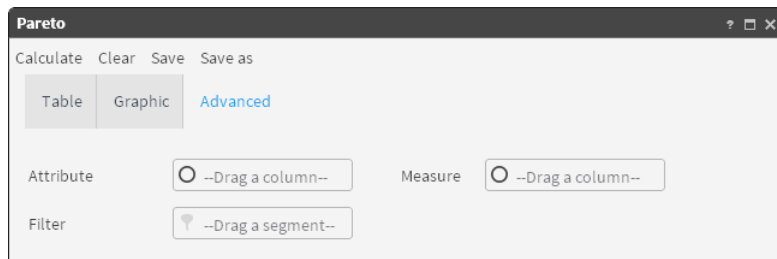 Pareto ?
Calculate Clear Save Save as
Table Graphic Advanced
Attribute --Drag a column-- Measure --Drag a column--
Filter --Drag a segment--